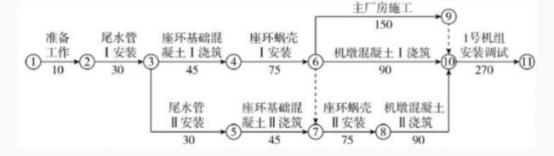 主厂房施工
150
⑨
准备
工作
10
尾水管
Ⅰ安装
30
座环基础混
凝土Ⅰ浇筑
45
座环蜗壳
Ⅰ安装
75
机墩混凝土Ⅰ浇筑
90
1号机组
安装调试
270
① ② ③ ④ ⑥ ⑩ ⑪
尾水管
Ⅱ安装
30
座环基础混
凝土Ⅱ浇筑
45
座环蜗壳
Ⅱ安装
75
机墩混凝土
Ⅱ浇筑
90
⑤ ⑦ ⑧